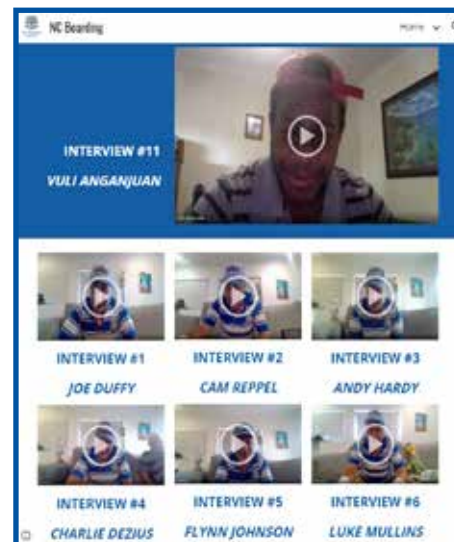 NC Boarding
Home
INTERVIEW #11
VULI ANGANJUAN
INTERVIEW #1
INTERVIEW #2
INTERVIEW #3
JOE DUFFY
CAM REPPEL
ANDY HARDY
INTERVIEW #4
INTERVIEW #5
INTERVIEW #6
CHARLIE DEZIUS
FLYNN JOHNSON
LUKE MULLINS